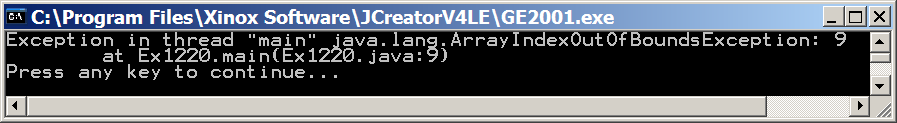 C:\Program Files\Xinox Software\JCreatorV4LE\GE2001.exe
Exception in thread "main" java.lang.ArrayIndexOutOfBoundsException: 9
at Ex1220.main(Ex1220.java:9)
Press any key to continue...